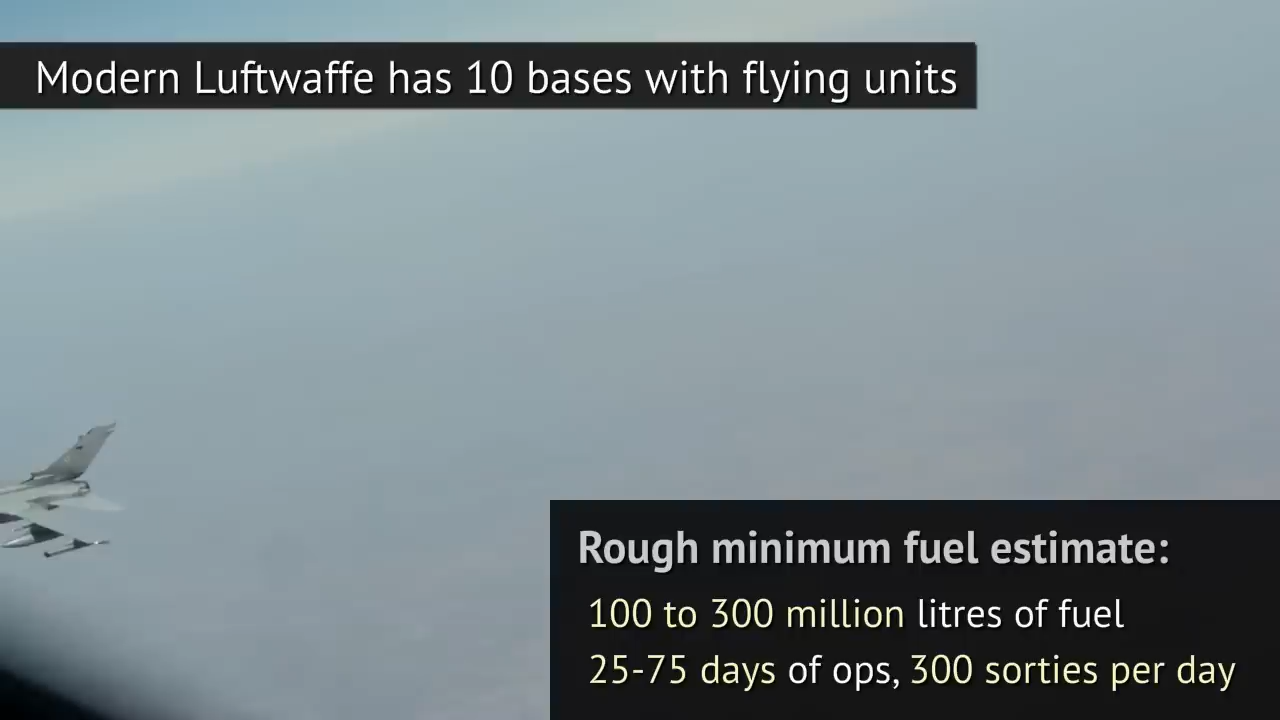 Modern Luftwaffe has 10 bases with flying units
Rough minimum fuel estimate:
100 to 300 million litres of fuel
25-75 days of ops, 300 sorties per day